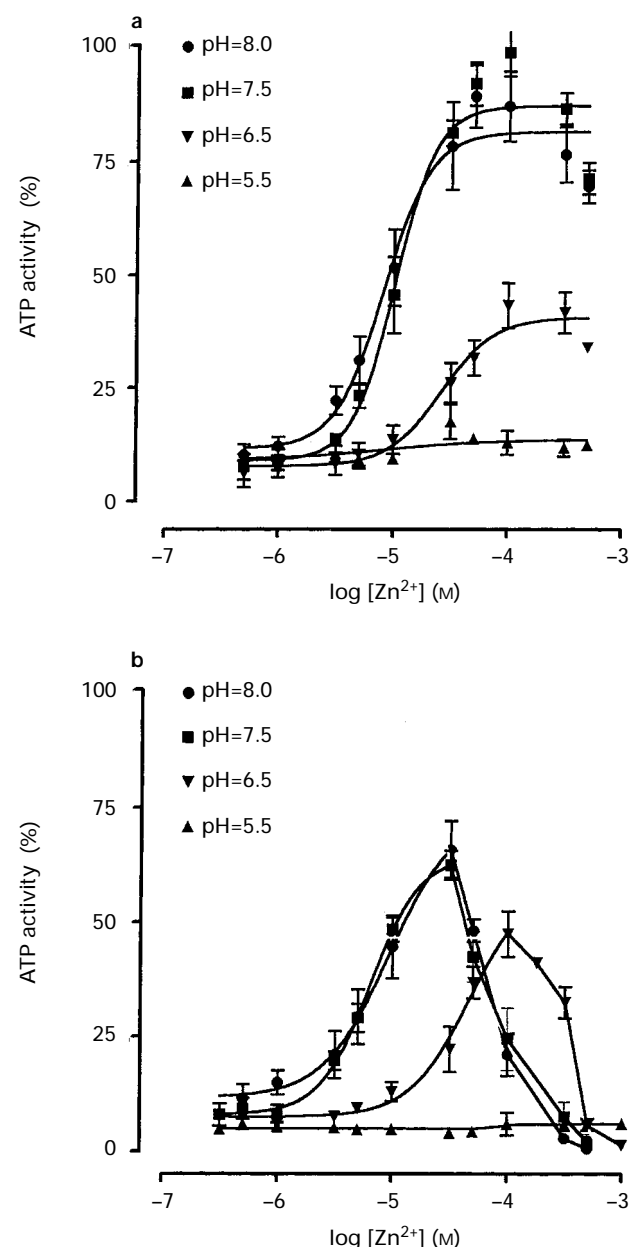 a
100
75
50
25
0
ATP activity (%)
● pH=8.0
■ pH=7.5
▼ pH=6.5
▲ pH=5.5
−7 −6 −5 −4 −3
log [Zn²⁺] (M)
b
100
75
50
25
0
ATP activity (%)
● pH=8.0
■ pH=7.5
▼ pH=6.5
▲ pH=5.5
−7 −6 −5 −4 −3
log [Zn²⁺] (M)